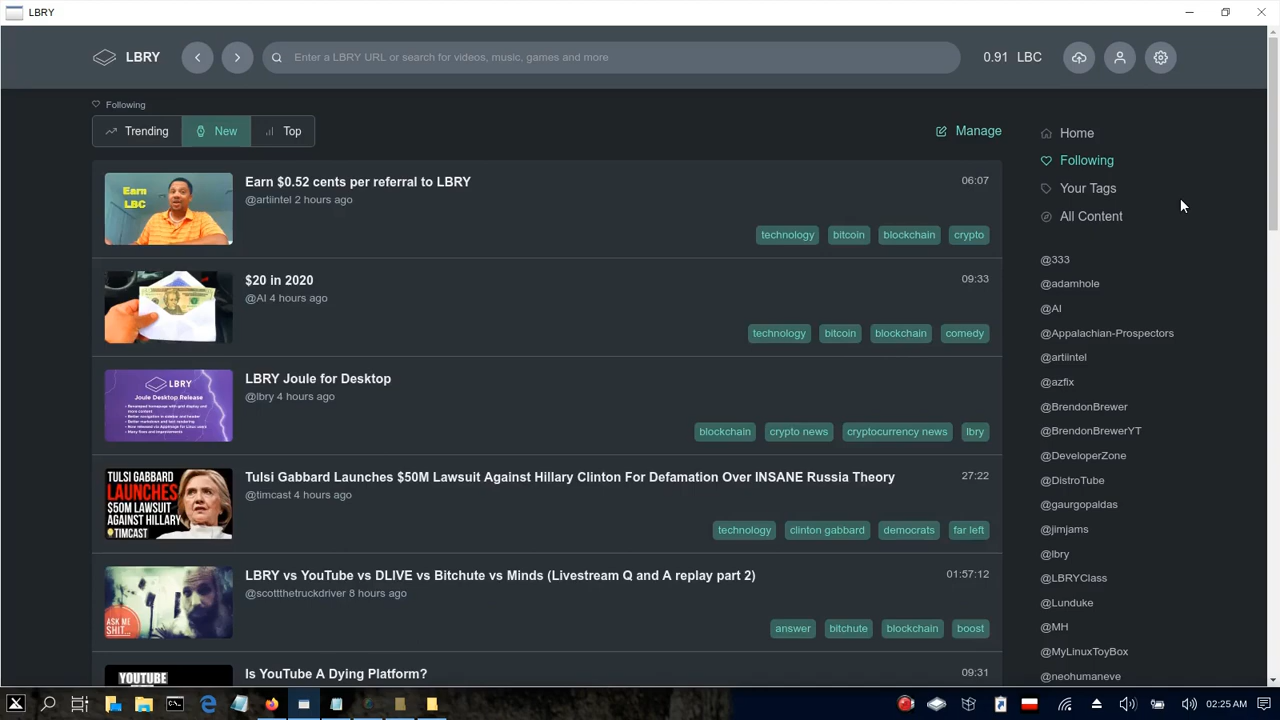 LBRY
LBRY
Enter a LBRY URL or search for videos, music, games and more
0.91 LBC
Following
Trending
New
Top
Manage
Earn LBC
Earn $0.52 cents per referral to LBRY
06:07
@artiintel 2 hours ago
technology bitcoin blockchain crypto
$20 in 2020
09:33
@AI 4 hours ago
technology bitcoin blockchain comedy
LBRY
Joule Desktop Release
LBRY Joule for Desktop
@lbry 4 hours ago
blockchain crypto news cryptocurrency news lbry
TULSI GABBARD
LAUNCHES
$50M LAWSUIT
AGAINST HILLARY
TIMCAST
Tulsi Gabbard Launches $50M Lawsuit Against Hillary Clinton For Defamation Over INSANE Russia Theory
27:22
@timcast 4 hours ago
technology clinton gabbard democrats far left
ASK ME
SHIT...
LBRY vs YouTube vs DLIVE vs Bitchute vs Minds (Livestream Q and A replay part 2)
01:57:12
@scottthetruckdriver 8 hours ago
answer bitchute blockchain boost
YOUTUBE
Is YouTube A Dying Platform?
09:31
Home
Following
Your Tags
All Content
@333
@adamhole
@AI
@Appalachian-Prospectors
@artiintel
@azfix
@BrendonBrewer
@BrendonBrewerYT
@DeveloperZone
@DistroTube
@gaurgopaldas
@jimjams
@lbry
@LBRYClass
@Lunduke
@MH
@MyLinuxToyBox
@neohumaneve
02:25 AM